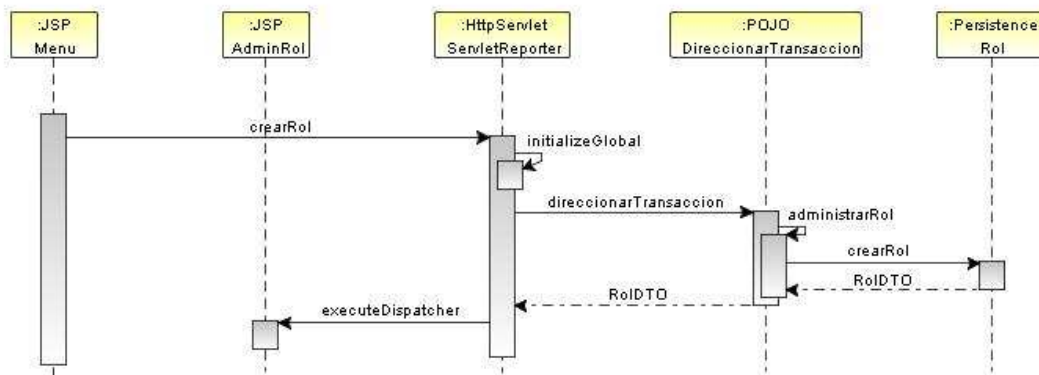 :JSP
Menu
:JSP
AdminRol
:HttpServlet
ServletReporter
:POJO
DireccionarTransaccion
:Persistence
Rol
crearRol
initializeGlobal
direccionarTransaccion
administrarRol
crearRol
RolDTO
RolDTO
executeDispatcher